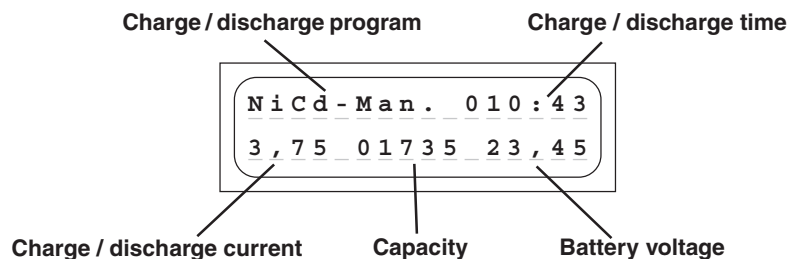 Charge / discharge program Charge / discharge time
NiCd-Man. 010:43
3,75 01735 23,45
Charge / discharge current Capacity Battery voltage